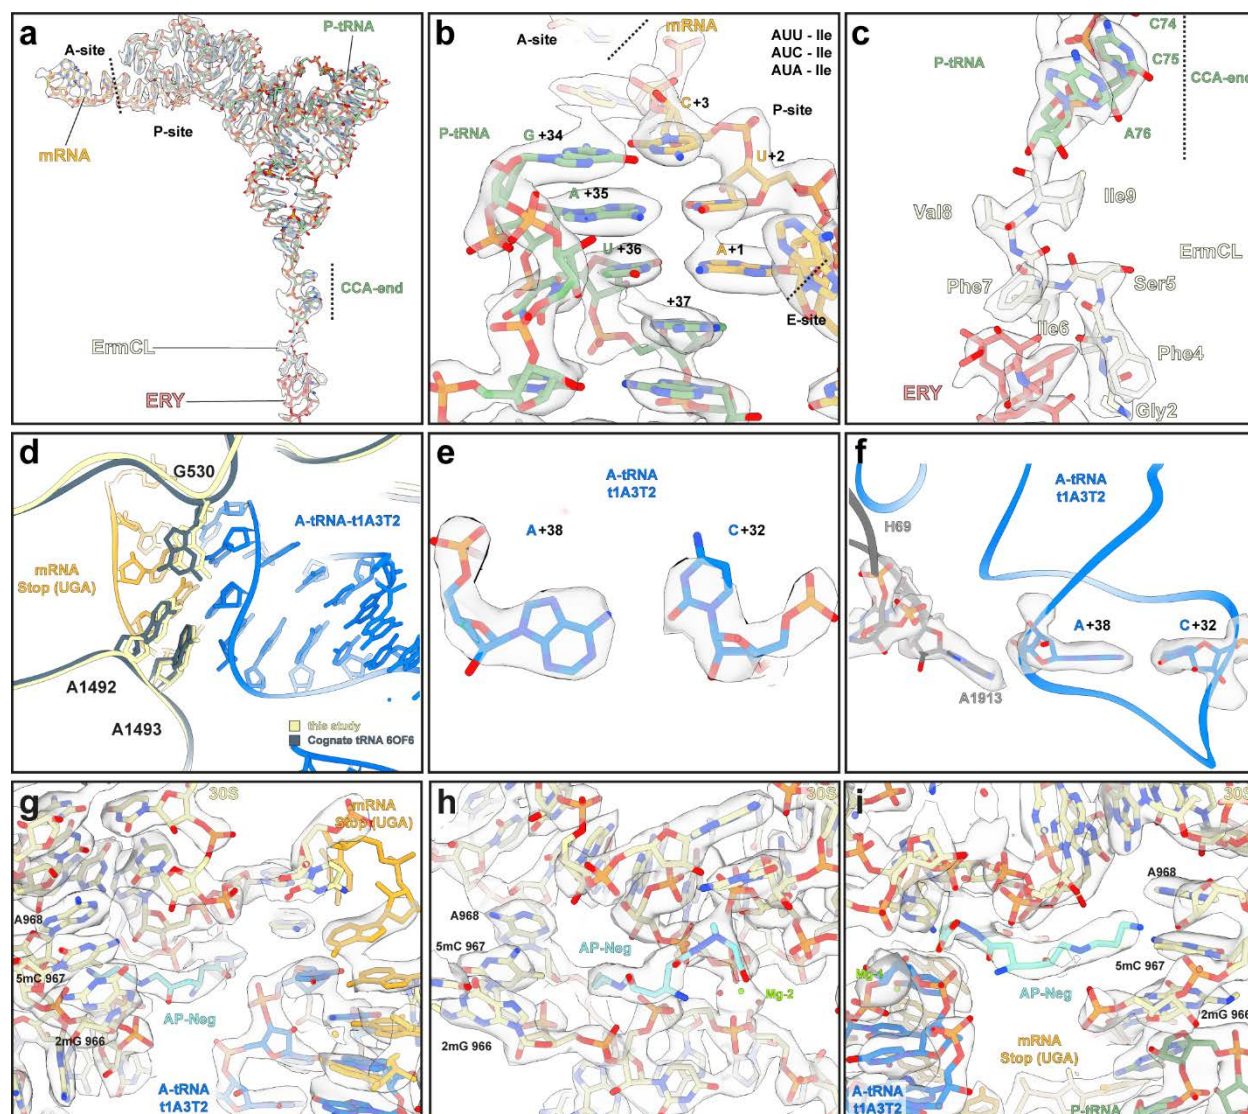 a
P-tRNA
A-site
P-site
mRNA
CCA-end
ErmCL
ERY
b
mRNA
A-site
AUU - Ile
AUC - Ile
AUA - Ile
C+3
P-site
P-tRNA
G +34
U+2
A +35
U +36
A+1
+37
E-site
c
C74
P-tRNA
C75
CCA-end
A76
Ile9
Val8
ErmCL
Phe7
Ser5
Ile6
Phe4
ERY
Gly2
d
G530
A-tRNA-t1A3T2
mRNA
Stop (UGA)
A1492
A1493
this study
Cognate tRNA 6OF6
e
A-tRNA
t1A3T2
A+38
C+32
f
A-tRNA
t1A3T2
H69
A+38
C+32
A1913
g
30S
mRNA
Stop (UGA)
A968
5mC 967
AP-Neg
2mG 966
A-tRNA
t1A3T2
h
30S
A968
5mC 967
AP-Neg
Mg-2
2mG 966
i
30S
A968
Mg-1
5mC 967
AP-Neg
2mG 966
mRNA
Stop (UGA)
A-tRNA
t1A3T2
P-tRNA